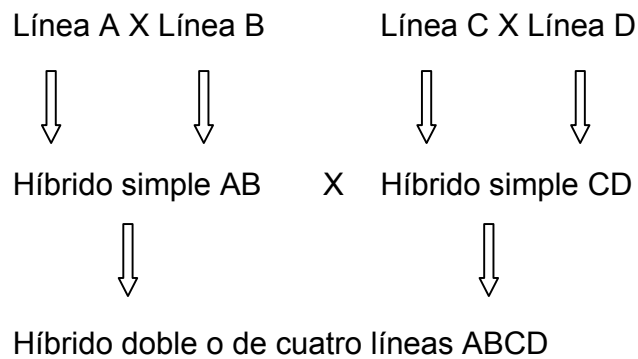 Línea A X Línea B Línea C X Línea D
Híbrido simple AB X Híbrido simple CD
Híbrido doble o de cuatro líneas ABCD